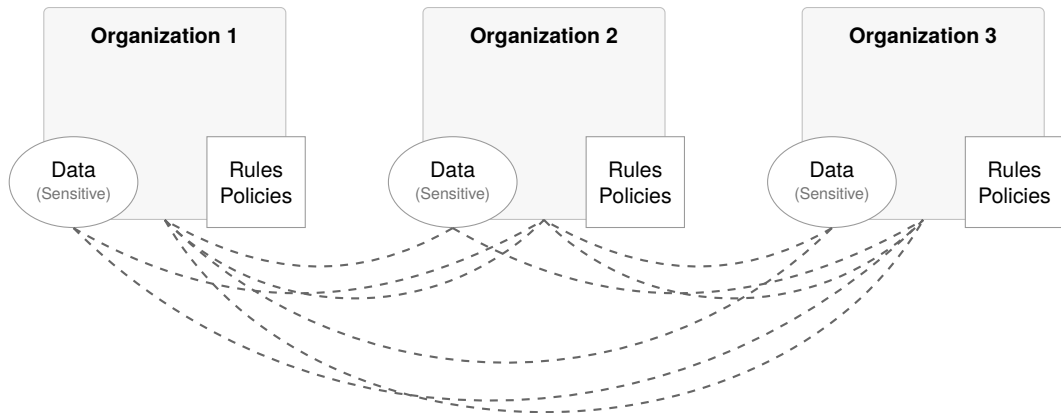 Organization 1
Organization 2
Organization 3
Data
(Sensitive)
Rules
Policies
Data
(Sensitive)
Rules
Policies
Data
(Sensitive)
Rules
Policies